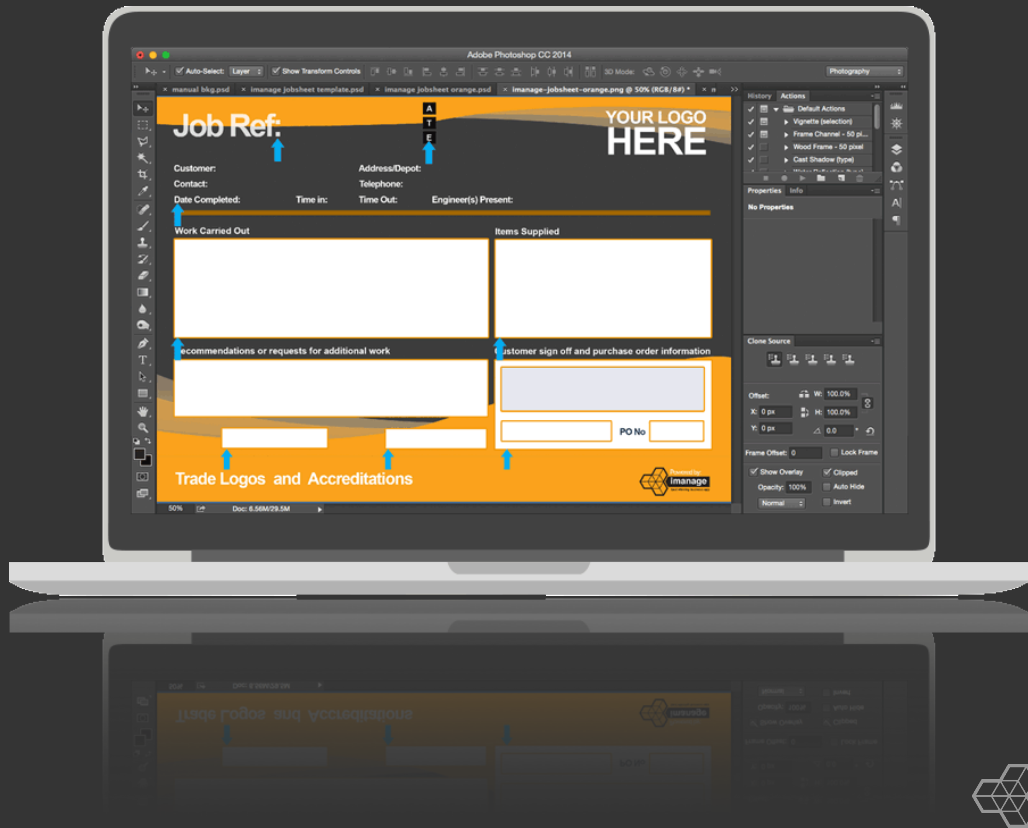 Adobe Photoshop CC 2014
Auto-Select: Layer Show Transform Controls 3D Mode: Photography
manual bkg.psd × imanage jobsheet template.psd × imanage jobsheet orange.psd × imanage-jobsheet-orange.png @ 50% (RGB/8#) *
Job Ref:
A
T
E
YOUR LOGO
HERE
Customer: Address/Depot:
Contact: Telephone:
Date Completed: Time in: Time Out: Engineer(s) Present:
Work Carried Out Items Supplied
ecommendations or requests for additional work
ustomer sign off and purchase order information
PO No
Trade Logos and Accreditations
Powered by
imanage
50% Doc: 6.56M/29.5M
History Actions
Default Actions
Vignette (selection)
Frame Channel - 50 pi...
Wood Frame - 50 pixel
Cast Shadow (type)
Water Reflection (type)
Properties Info
No Properties
Clone Source
Offset: W: 100.0%
X: 0 px H: 100.0%
Y: 0 px 0.0 °
Frame Offset: 0 Lock Frame
Show Overlay Clipped
Opacity: 100% Auto Hide
Normal Invert